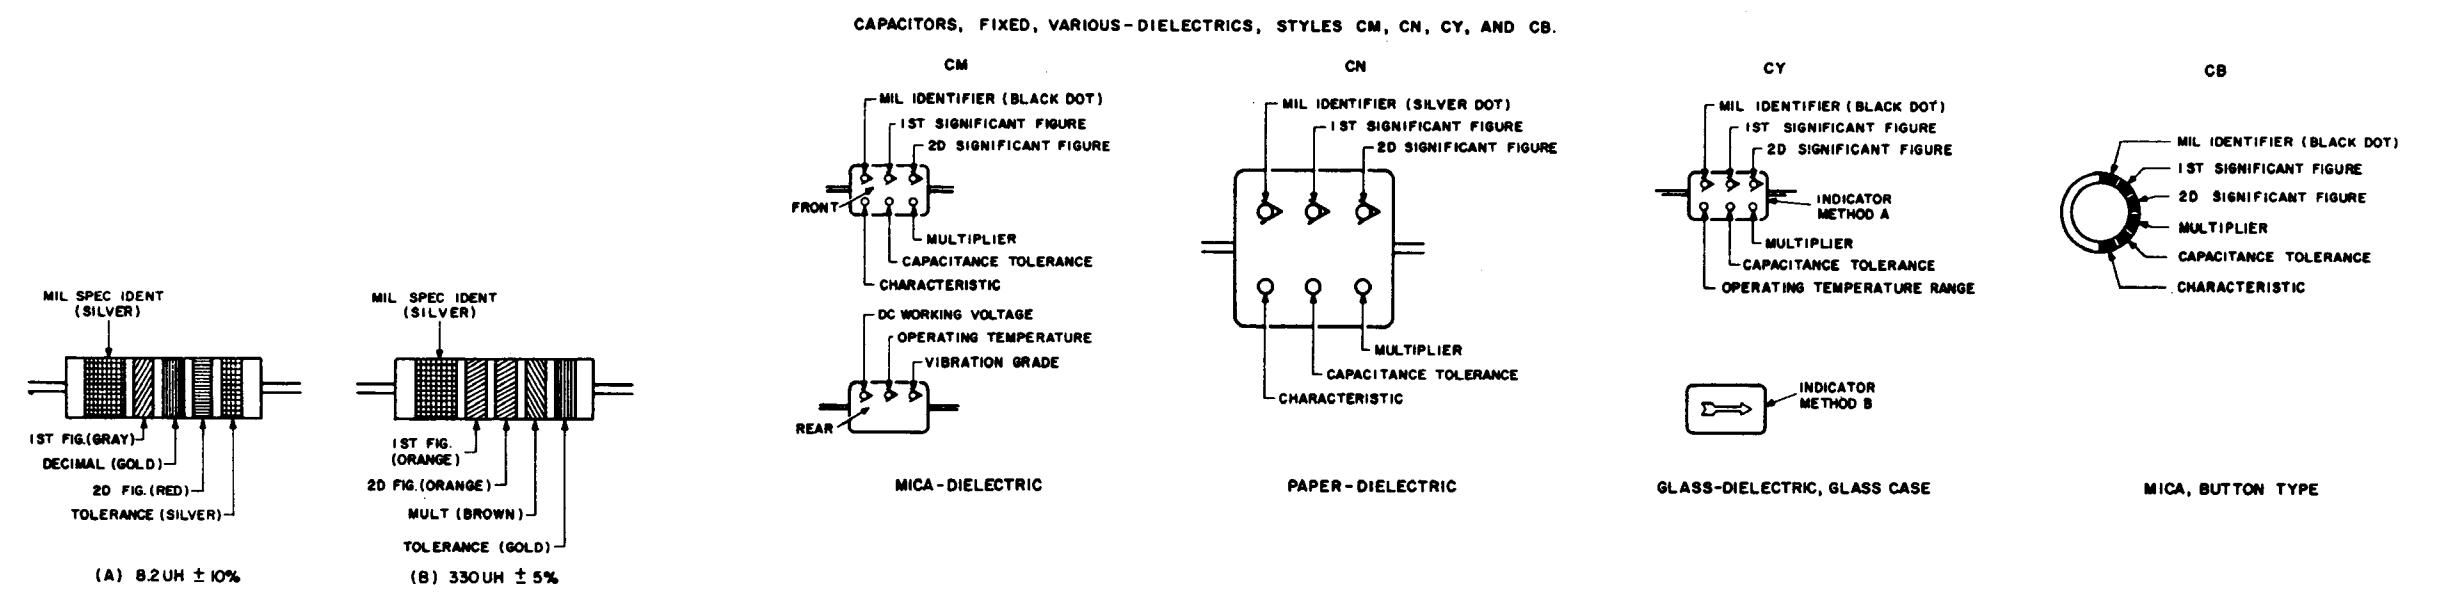 CAPACITORS, FIXED, VARIOUS-DIELECTRICS, STYLES CM, CN, CY, AND CB.
MIL SPEC IDENT
(SILVER)
1ST FIG.(GRAY)
DECIMAL (GOLD)
2D FIG.(RED)
TOLERANCE (SILVER)
(A) 8.2UH ± 10%
MIL SPEC IDENT
(SILVER)
1ST FIG.
(ORANGE)
2D FIG.(ORANGE)
MULT (BROWN)
TOLERANCE (GOLD)
(B) 330UH ± 5%
CM
MIL IDENTIFIER (BLACK DOT)
1ST SIGNIFICANT FIGURE
2D SIGNIFICANT FIGURE
FRONT
MULTIPLIER
CAPACITANCE TOLERANCE
CHARACTERISTIC
DC WORKING VOLTAGE
OPERATING TEMPERATURE
VIBRATION GRADE
REAR
MICA-DIELECTRIC
CN
MIL IDENTIFIER (SILVER DOT)
1ST SIGNIFICANT FIGURE
2D SIGNIFICANT FIGURE
MULTIPLIER
CAPACITANCE TOLERANCE
CHARACTERISTIC
PAPER-DIELECTRIC
CY
MIL IDENTIFIER (BLACK DOT)
1ST SIGNIFICANT FIGURE
2D SIGNIFICANT FIGURE
INDICATOR
METHOD A
MULTIPLIER
CAPACITANCE TOLERANCE
OPERATING TEMPERATURE RANGE
INDICATOR
METHOD B
GLASS-DIELECTRIC, GLASS CASE
CB
MIL IDENTIFIER (BLACK DOT)
1ST SIGNIFICANT FIGURE
2D SIGNIFICANT FIGURE
MULTIPLIER
CAPACITANCE TOLERANCE
CHARACTERISTIC
MICA, BUTTON TYPE